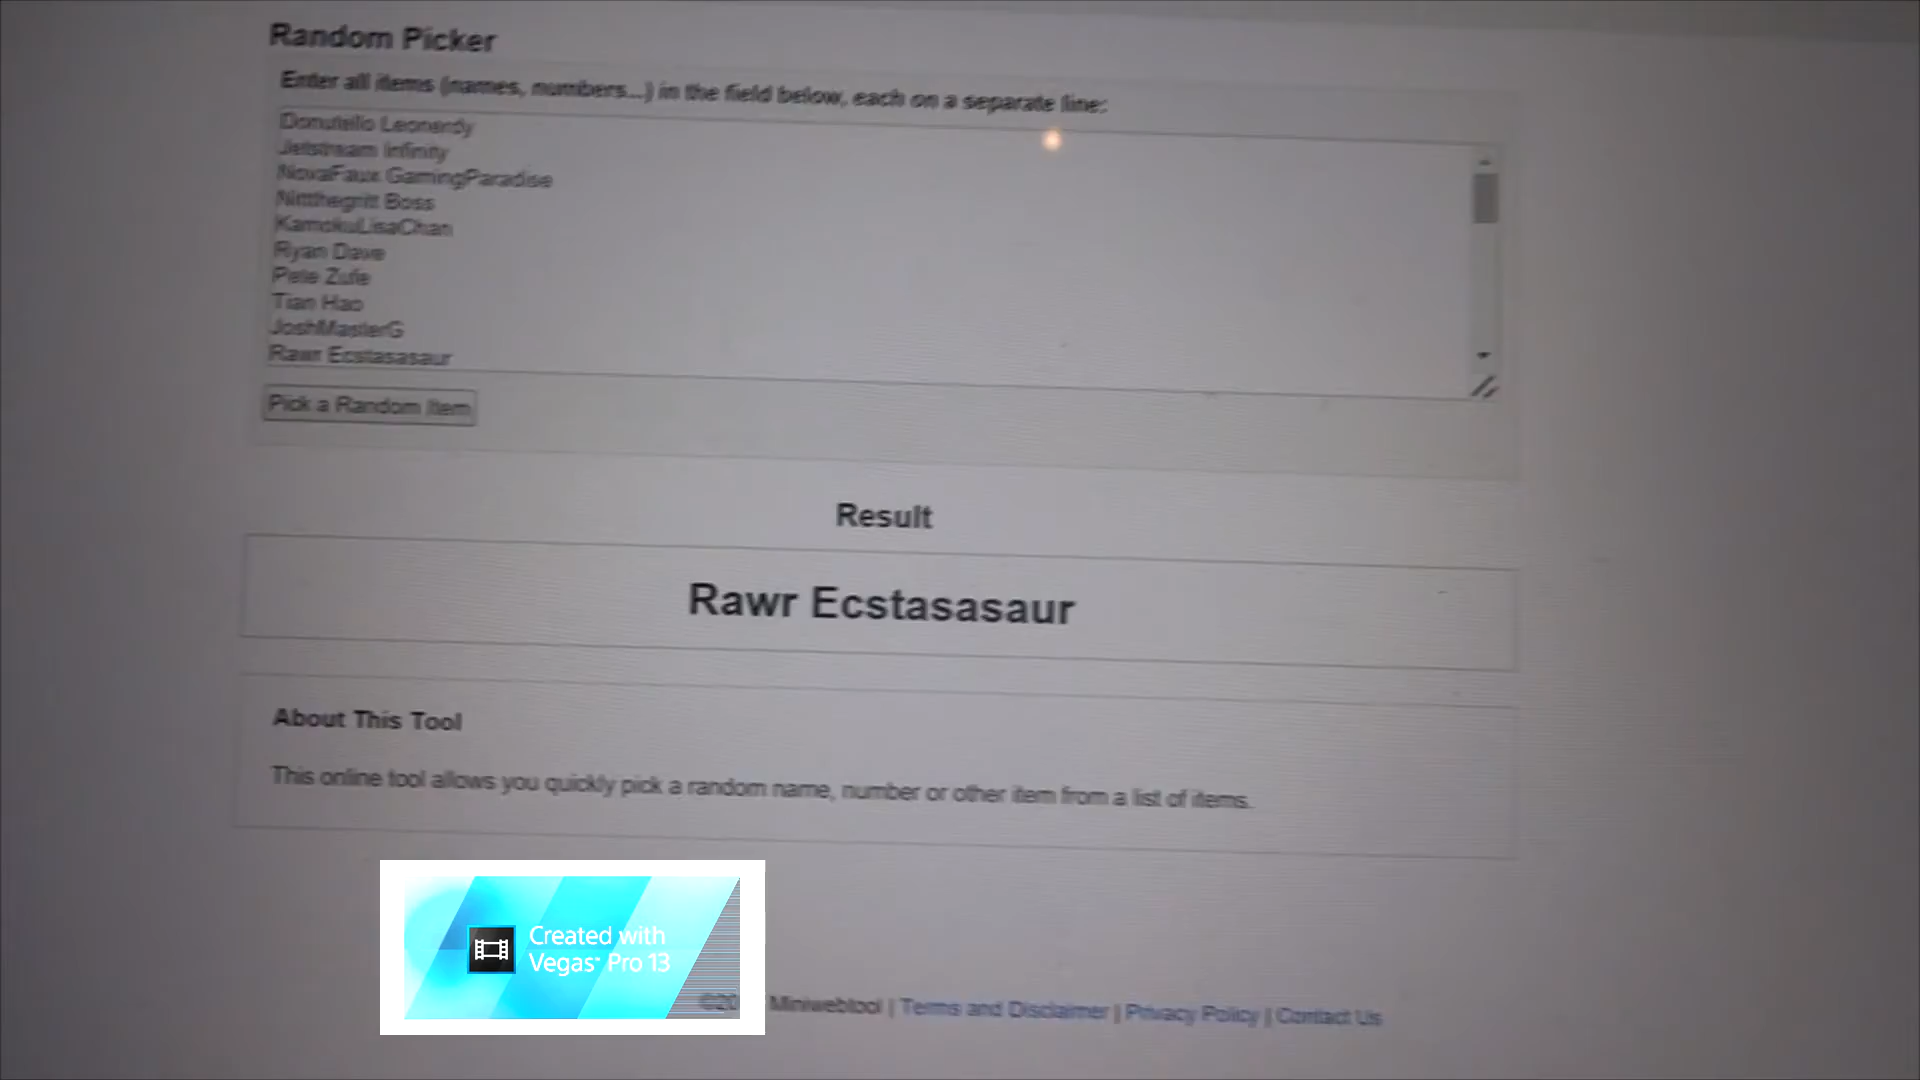 Random Picker
Enter all items (names, numbers...) in the field below, each on a separate line:
Donutello Leonardy
Jetstream Infinity
NovaFaux GamingParadise
Nitthegritt Boss
KamokuLisaChan
Ryan Dave
Pete Zufe
Tian Hao
JoshMasterG
Rawr Ecstasasaur
Pick a Random Item
Result
Rawr Ecstasasaur
About This Tool
This online tool allows you quickly pick a random name, number or other item from a list of items.
Created with
Vegas™ Pro 13
Miniwebtool | Terms and Disclaimer | Privacy Policy | Contact Us